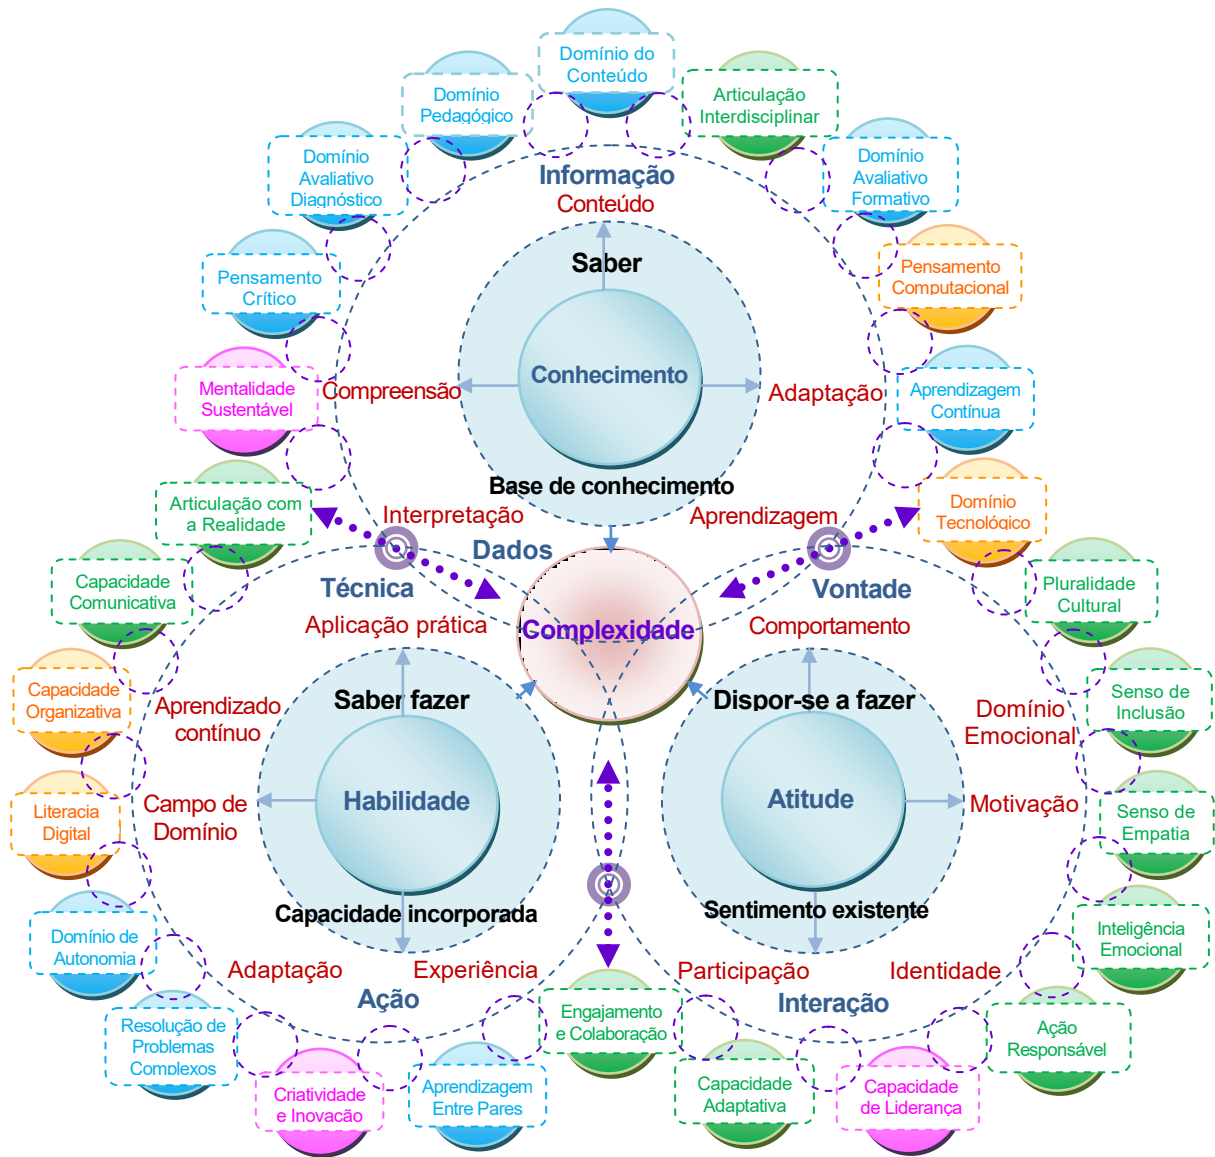 Domínio do
Conteúdo
Domínio
Pedagógico
Articulação
Interdisciplinar
Domínio
Avaliativo
Diagnóstico
Domínio
Avaliativo
Formativo
Informação
Conteúdo
Saber
Pensamento
Crítico
Pensamento
Computacional
Conhecimento
Mentalidade
Sustentável
Compreensão
Adaptação
Aprendizagem
Contínua
Base de conhecimento
Articulação com
a Realidade
Interpretação
Aprendizagem
Domínio
Tecnológico
Dados
Capacidade
Comunicativa
Técnica
Vontade
Pluralidade
Cultural
Aplicação prática
Complexidade
Comportamento
Capacidade
Organizativa
Aprendizado
contínuo
Saber fazer
Dispor-se a fazer
Domínio
Emocional
Senso de
Inclusão
Literacia
Digital
Campo de
Domínio
Habilidade
Atitude
Motivação
Senso de
Empatia
Capacidade incorporada
Sentimento existente
Domínio de
Autonomia
Inteligência
Emocional
Adaptação
Experiência
Participação
Identidade
Ação
Interação
Resolução de
Problemas
Complexos
Engajamento
e Colaboração
Ação
Responsável
Criatividade
e Inovacão
Aprendizagem
Entre Pares
Capacidade
Adaptativa
Capacidade
de Liderança